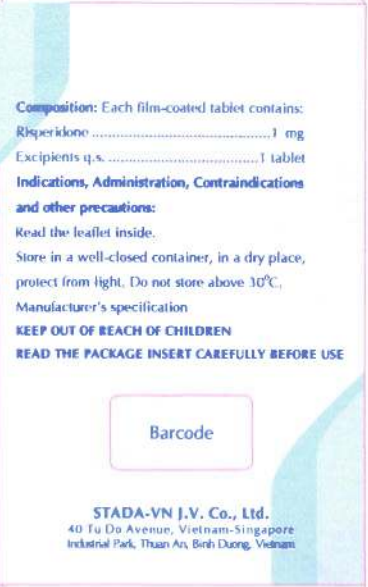 Composition: Each film-coated tablet contains:
Risperidone ............................................1 mg
Excipients q.s. ......................................1 tablet
Indications, Administration, Contraindications
and other precautions:
Read the leaflet inside.
Store in a well-closed container, in a dry place,
protect from light. Do not store above 30°C.
Manufacturer's specification
KEEP OUT OF REACH OF CHILDREN
READ THE PACKAGE INSERT CAREFULLY BEFORE USE
Barcode
STADA-VN J.V. Co., Ltd.
40 Tu Do Avenue, Vietnam-Singapore
Industrial Park, Thuan An, Binh Duong, Vietnam